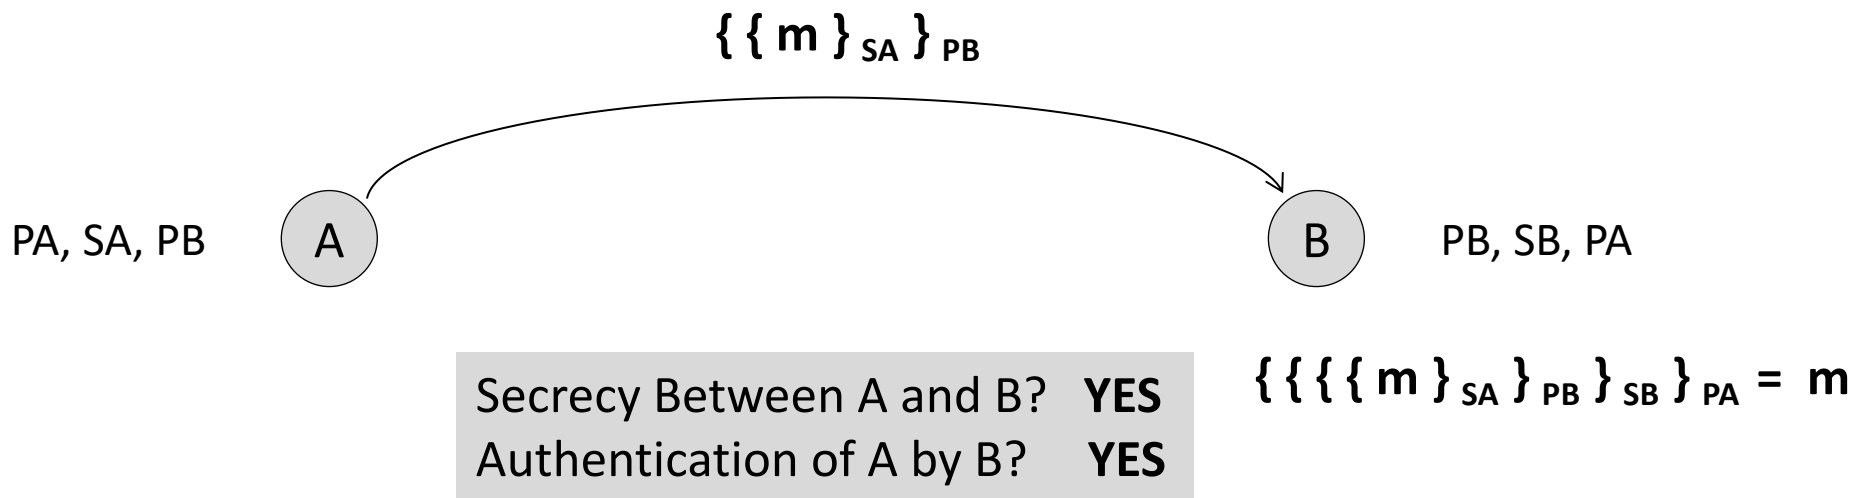 { { m } SA } PB
PA, SA, PB
A
B
PB, SB, PA
Secrecy Between A and B? YES
Authentication of A by B? YES
{ { { { m } SA } PB } SB } PA = m